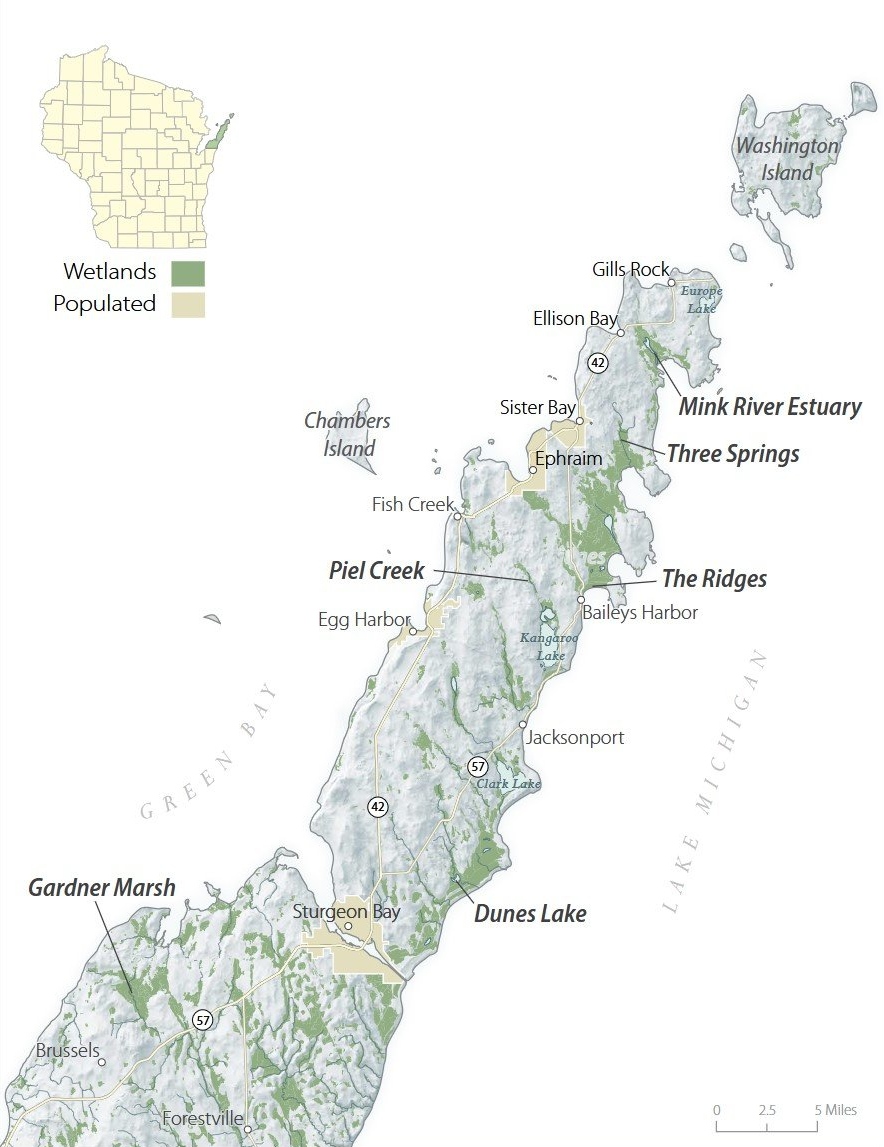 Washington
Island
Wetlands
Populated
Gills Rock
Europe
Lake
Ellison Bay
42
Mink River Estuary
Sister Bay
Chambers
Island
Ephraim
Three Springs
Fish Creek
Piel Creek
The Ridges
Baileys Harbor
Egg Harbor
Kangaroo
Lake
GREEN BAY
LAKE MICHIGAN
Jacksonport
57
Clark Lake
42
Gardner Marsh
Sturgeon Bay
Dunes Lake
57
Brussels
Forestville
0 2.5 5 Miles